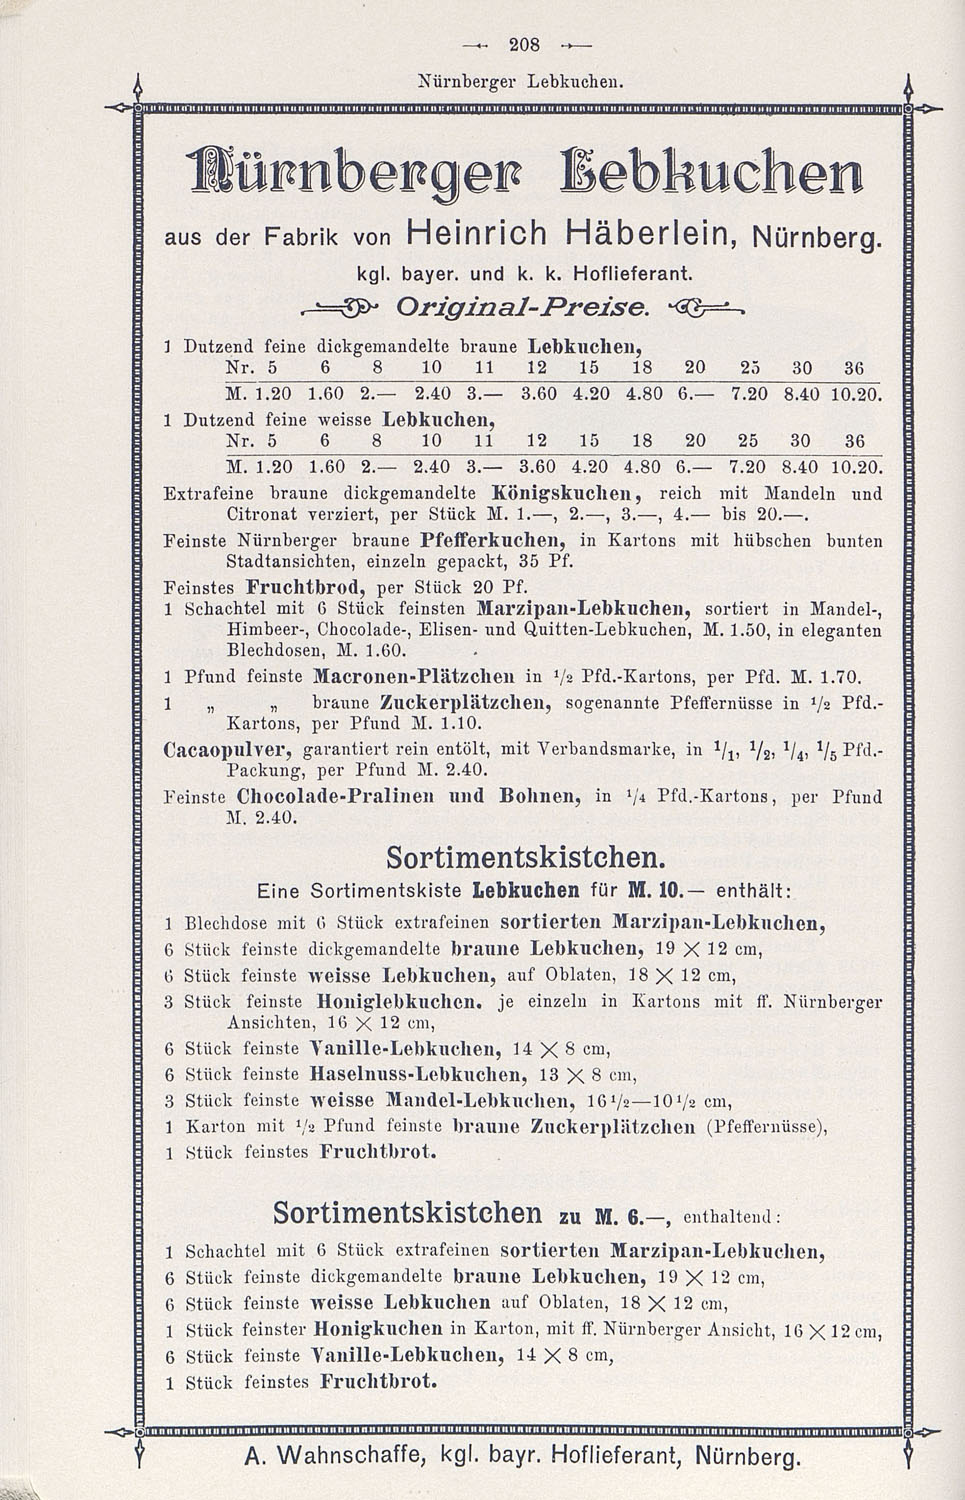 208
Nürnberger Lebkuchen.
Nürnberger Lebkuchen
aus der Fabrik von Heinrich Häberlein, Nürnberg.
kgl. bayer. und k. k. Hoflieferant.
Original-Preise.
1 Dutzend feine dickgemandelte braune Lebkuchen,
Nr. 5 6 8 10 11 12 15 18 20 25 30 36
M. 1.20 1.60 2.— 2.40 3.— 3.60 4.20 4.80 6.— 7.20 8.40 10.20.
1 Dutzend feine weisse Lebkuchen,
Nr. 5 6 8 10 11 12 15 18 20 25 30 36
M. 1.20 1.60 2.— 2.40 3.— 3.60 4.20 4.80 6.— 7.20 8.40 10.20.
Extrafeine braune dickgemandelte Königskuchen, reich mit Mandeln und
Citronat verziert, per Stück M. 1.—, 2.—, 3.—, 4.— bis 20.—.
Feinste Nürnberger braune Pfefferkuchen, in Kartons mit hübschen bunten
Stadtansichten, einzeln gepackt, 35 Pf.
Feinstes Fruchtbrod, per Stück 20 Pf.
1 Schachtel mit 6 Stück feinsten Marzipan-Lebkuchen, sortiert in Mandel-,
Himbeer-, Chocolade-, Elisen- und Quitten-Lebkuchen, M. 1.50, in eleganten
Blechdosen, M. 1.60.
1 Pfund feinste Macronen-Plätzchen in 1/2 Pfd.-Kartons, per Pfd. M. 1.70.
1 „ „ braune Zuckerplätzchen, sogenannte Pfeffernüsse in 1/2 Pfd.-
Kartons, per Pfund M. 1.10.
Cacaopulver, garantiert rein entölt, mit Verbandsmarke, in 1/1, 1/2, 1/4, 1/5 Pfd.-
Packung, per Pfund M. 2.40.
Feinste Chocolade-Pralinen und Bohnen, in 1/4 Pfd.-Kartons, per Pfund
M. 2.40.
Sortimentskistchen.
Eine Sortimentskiste Lebkuchen für M. 10.— enthält:
1 Blechdose mit 6 Stück extrafeinen sortierten Marzipan-Lebkuchen,
6 Stück feinste dickgemandelte braune Lebkuchen, 19 × 12 cm,
6 Stück feinste weisse Lebkuchen, auf Oblaten, 18 × 12 cm,
3 Stück feinste Honiglebkuchen. je einzeln in Kartons mit ff. Nürnberger
Ansichten, 16 × 12 cm,
6 Stück feinste Vanille-Lebkuchen, 14 × 8 cm,
6 Stück feinste Haselnuss-Lebkuchen, 13 × 8 cm,
3 Stück feinste weisse Mandel-Lebkuchen, 16 1/2—10 1/2 cm,
1 Karton mit 1/2 Pfund feinste braune Zuckerplätzchen (Pfeffernüsse),
1 Stück feinstes Fruchtbrot.
Sortimentskistchen zu M. 6.—, enthaltend:
1 Schachtel mit 6 Stück extrafeinen sortierten Marzipan-Lebkuchen,
6 Stück feinste dickgemandelte braune Lebkuchen, 19 × 12 cm,
6 Stück feinste weisse Lebkuchen auf Oblaten, 18 × 12 cm,
1 Stück feinster Honigkuchen in Karton, mit ff. Nürnberger Ansicht, 16 × 12 cm,
6 Stück feinste Vanille-Lebkuchen, 14 × 8 cm,
1 Stück feinstes Fruchtbrot.
A. Wahnschaffe, kgl. bayr. Hoflieferant, Nürnberg.